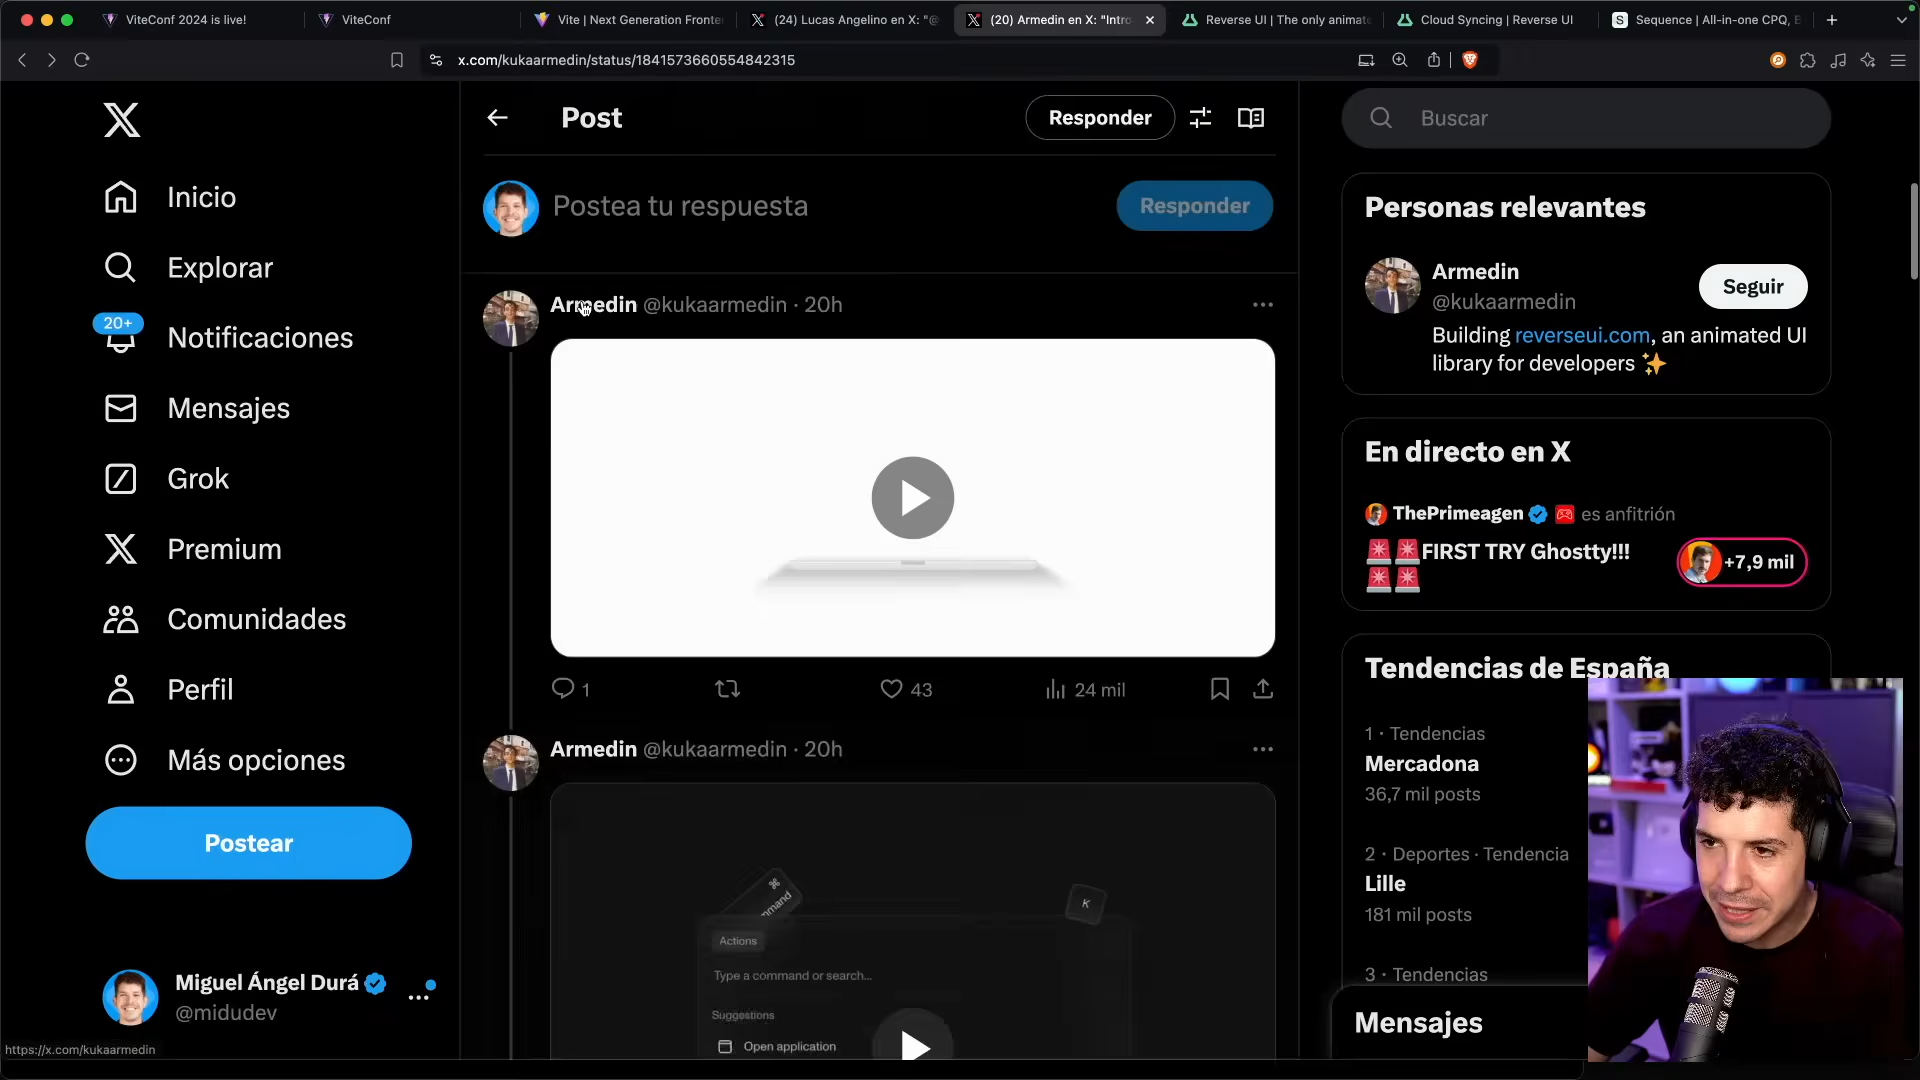 ViteConf 2024 is live!
ViteConf
Vite | Next Generation Fronte
(24) Lucas Angelino en X: "@
(20) Armedin en X: "Intro
Reverse UI | The only animat
Cloud Syncing | Reverse UI
Sequence | All-in-one CPQ, B
x.com/kukaarmedin/status/1841573660554842315
Inicio
Explorar
20+
Notificaciones
Mensajes
Grok
Premium
Comunidades
Perfil
Más opciones
Postear
Miguel Ángel Durá
@midudev
https://x.com/kukaarmedin
Post
Responder
Postea tu respuesta
Responder
Armedin @kukaarmedin · 20h
1
43
24 mil
Armedin @kukaarmedin · 20h
⌘
mmand
K
Actions
Type a command or search...
Suggestions
Open application
Buscar
Personas relevantes
Armedin
@kukaarmedin
Seguir
Building reverseui.com, an animated UI
library for developers ✨
En directo en X
ThePrimeagen es anfitrión
🚨🚨FIRST TRY Ghostty!!!
🚨🚨
+7,9 mil
Tendencias de España
1 · Tendencias
Mercadona
36,7 mil posts
2 · Deportes · Tendencia
Lille
181 mil posts
3 · Tendencias
Mensajes